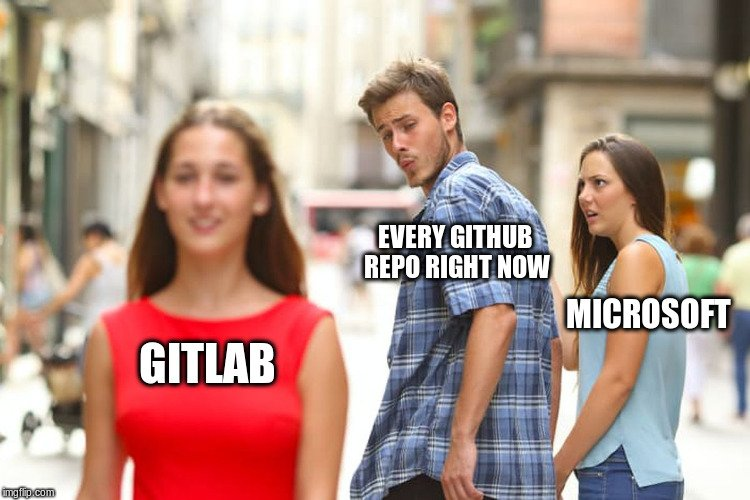 EVERY GITHUB
REPO RIGHT NOW
MICROSOFT
GITLAB
imgflip.com